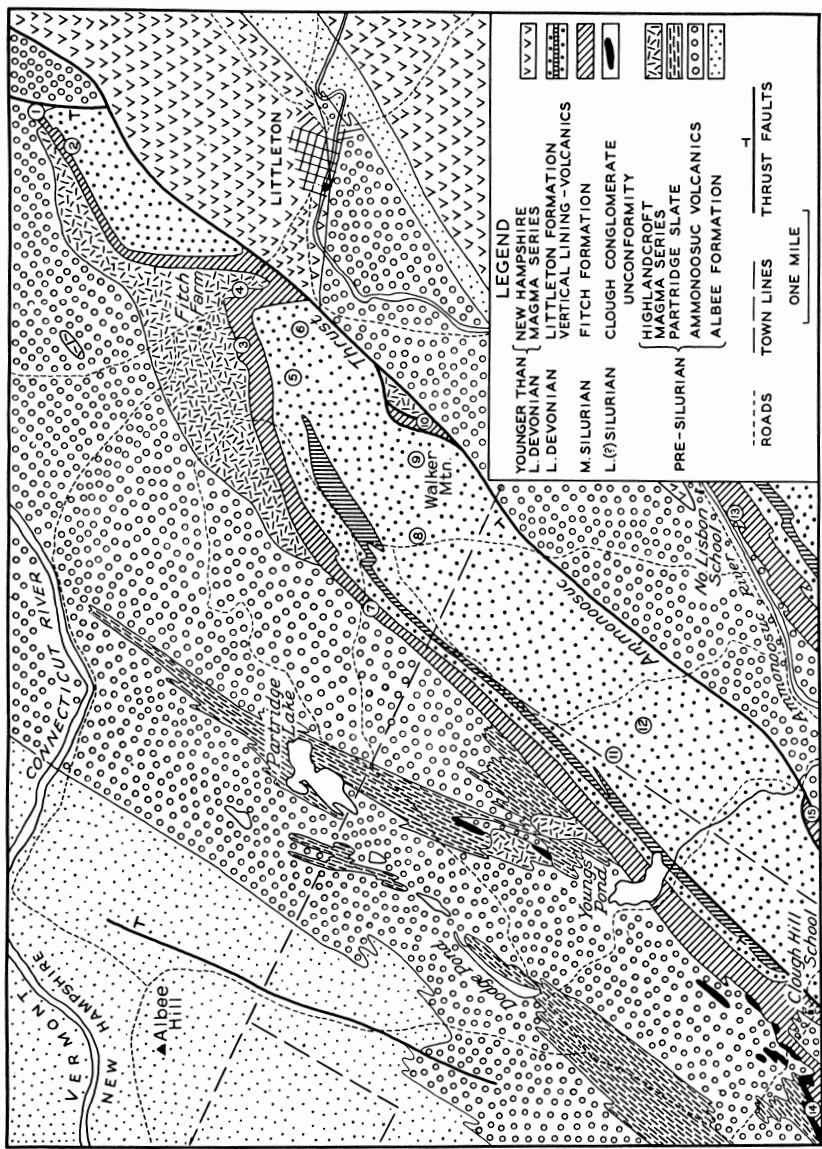 VERMONT
NEW HAMPSHIRE
CONNECTICUT RIVER
Albee
Hill
Partridge
Lake
Dodge Pond
Youngs
Pond
Clough Hill
School
Fitch
Farm
LITTLETON
Walker
Mtn.
Ammonoosuc
Thrust
No. Lisbon
School
Ammonoosuc River
T
T
T
1
2
3
4
5
6
7
8
9
10
11
12
13
14
15
LEGEND
YOUNGER THAN { NEW HAMPSHIRE
L. DEVONIAN { MAGMA SERIES
L. DEVONIAN LITTLETON FORMATION
VERTICAL LINING-VOLCANICS
M. SILURIAN FITCH FORMATION
L.(?) SILURIAN CLOUGH CONGLOMERATE
UNCONFORMITY
HIGHLANDCROFT
MAGMA SERIES
PRE-SILURIAN PARTRIDGE SLATE
AMMONOOSUC VOLCANICS
ALBEE FORMATION
ROADS TOWN LINES THRUST FAULTS
T
ONE MILE